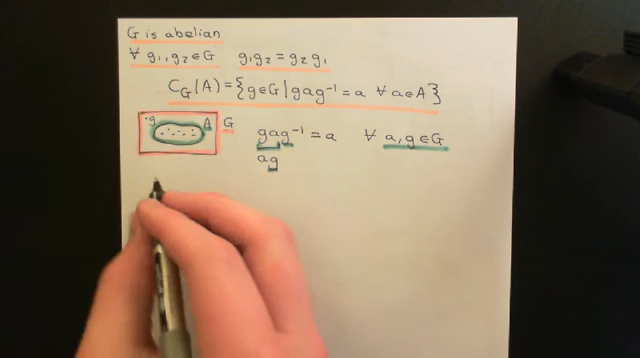 G is abelian
∀ g₁,g₂∈G g₁g₂ = g₂g₁
C_G(A) = {g∈G | gag⁻¹ = a ∀ a∈A}
·g A G gag⁻¹ = a ∀ a,g∈G
ag